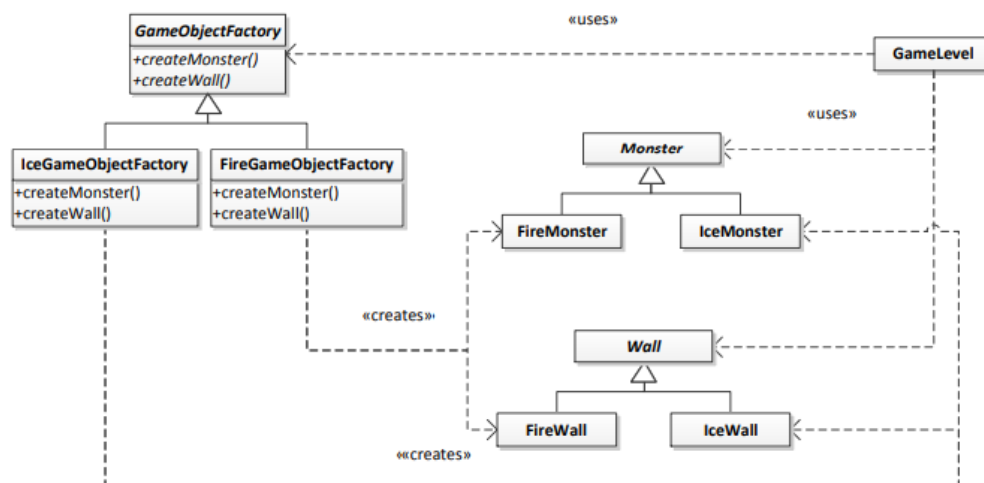 GameObjectFactory
+createMonster()
+createWall()
«uses»
GameLevel
IceGameObjectFactory
+createMonster()
+createWall()
FireGameObjectFactory
+createMonster()
+createWall()
«uses»
Monster
FireMonster
IceMonster
«creates»
Wall
FireWall
IceWall
«creates»